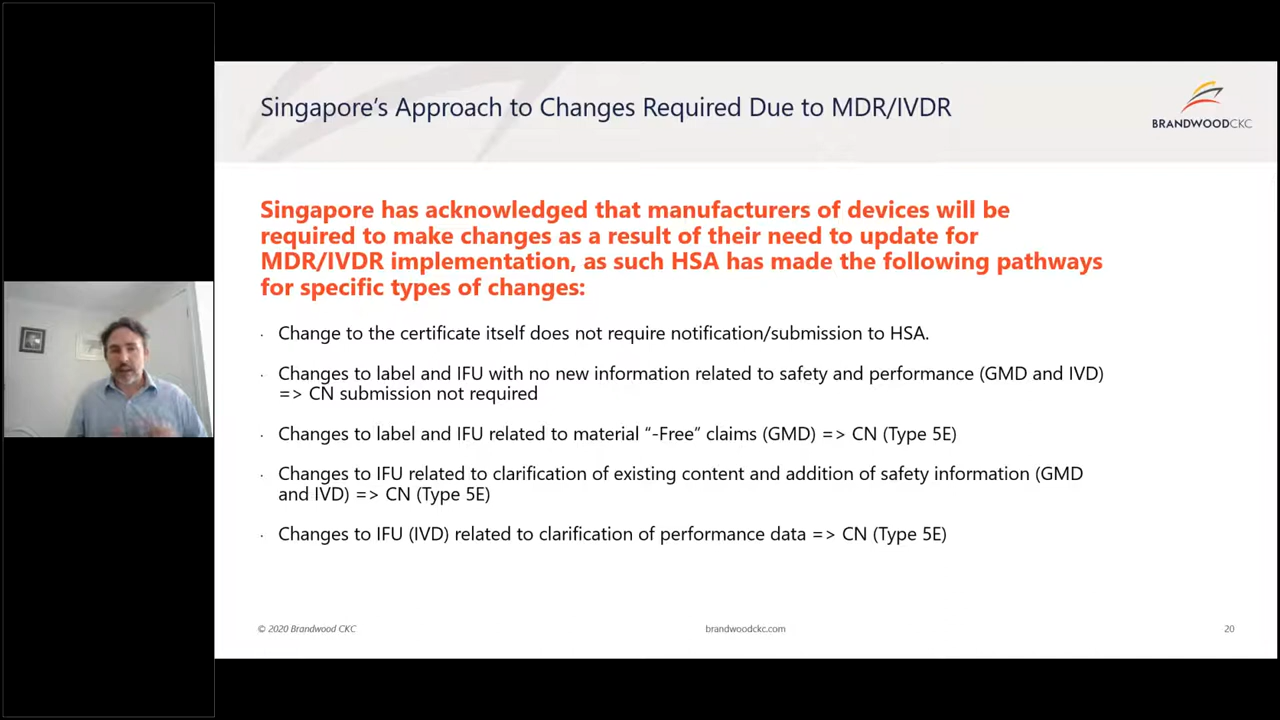 Singapore's Approach to Changes Required Due to MDR/IVDR
BRANDWOODCKC
Singapore has acknowledged that manufacturers of devices will be
required to make changes as a result of their need to update for
MDR/IVDR implementation, as such HSA has made the following pathways
for specific types of changes:
· Change to the certificate itself does not require notification/submission to HSA.
· Changes to label and IFU with no new information related to safety and performance (GMD and IVD)
=> CN submission not required
· Changes to label and IFU related to material “-Free” claims (GMD) => CN (Type 5E)
· Changes to IFU related to clarification of existing content and addition of safety information (GMD
and IVD) => CN (Type 5E)
· Changes to IFU (IVD) related to clarification of performance data => CN (Type 5E)
© 2020 Brandwood CKC
brandwoodckc.com
20